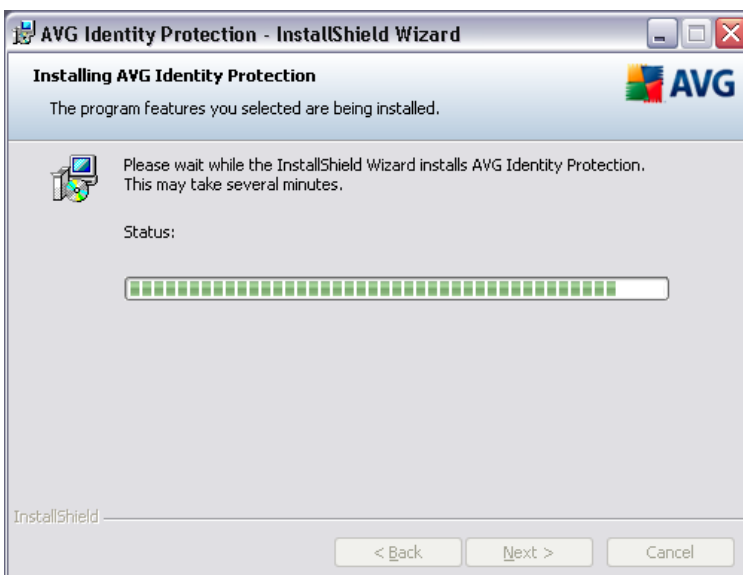 AVG Identity Protection - InstallShield Wizard
Installing AVG Identity Protection
The program features you selected are being installed.
AVG
Please wait while the InstallShield Wizard installs AVG Identity Protection.
This may take several minutes.
Status:
InstallShield
< Back
Next >
Cancel